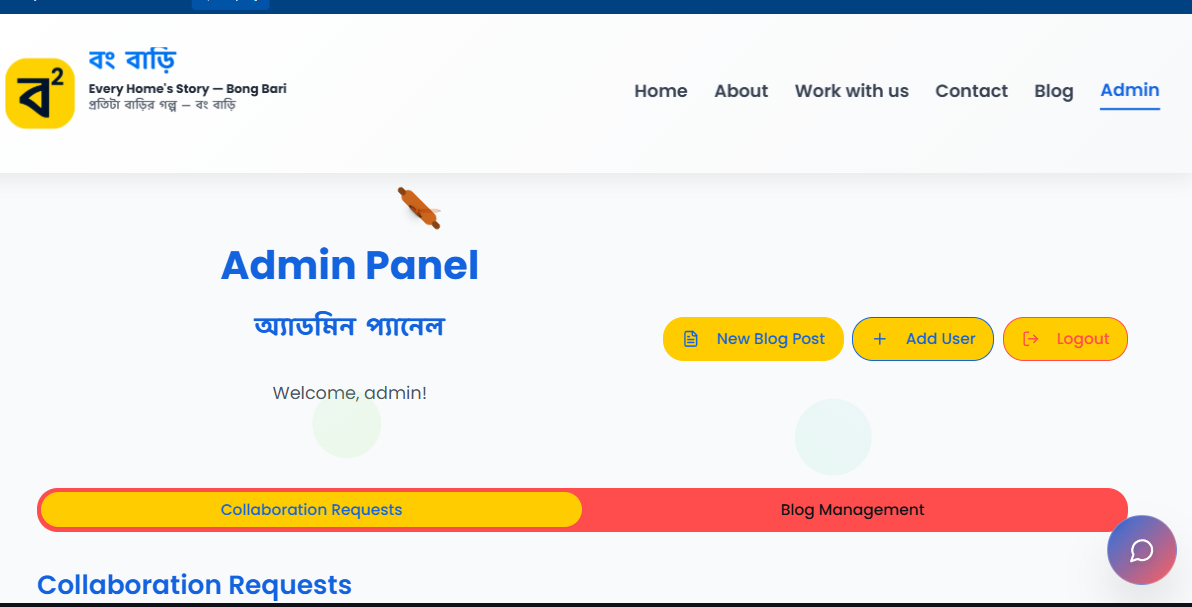 ব²
বং বাড়ি
Every Home's Story — Bong Bari
প্রতিটা বাড়ির গল্প — বং বাড়ি
Home About Work with us Contact Blog Admin
Admin Panel
অ্যাডমিন প্যানেল
New Blog Post Add User Logout
Welcome, admin!
Collaboration Requests Blog Management
Collaboration Requests